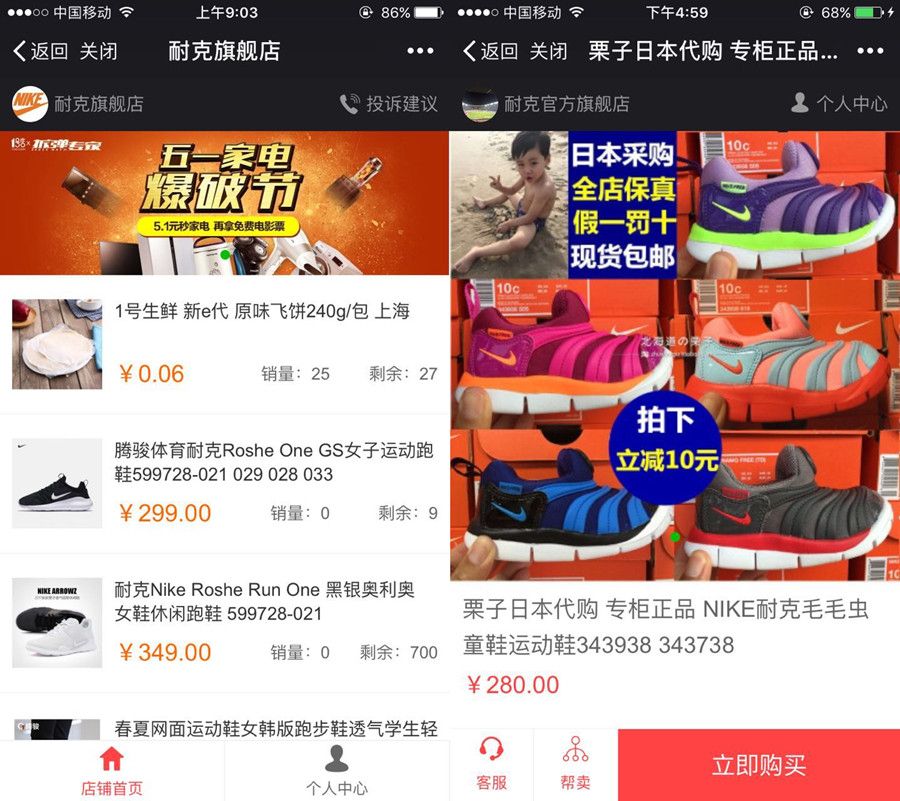 中国移动
上午9:03
86%
返回 关闭
耐克旗舰店
NIKE
耐克旗舰店
投诉建议
拆弹专家
五一家电
爆破节
5.1元秒家电 再拿免费电影票
1号生鲜 新e代 原味飞饼240g/包 上海
￥0.06
销量：25
剩余：27
腾骏体育耐克Roshe One GS女子运动跑
鞋599728-021 029 028 033
￥299.00
销量：0
剩余：9
NIKE ARROWZ
耐克Nike Roshe Run One 黑银奥利奥
女鞋休闲跑鞋 599728-021
￥349.00
销量：0
剩余：700
春夏网面运动鞋女韩版跑步鞋透气学生轻
店铺首页
个人中心
中国移动
下午4:59
68%
返回 关闭
栗子日本代购 专柜正品...
耐克官方旗舰店
个人中心
日本采购
全店保真
假一罚十
现货包邮
10c
10c
10c
北海道の栗子
拍下
立减10元
栗子日本代购 专柜正品 NIKE耐克毛毛虫
童鞋运动鞋343938 343738
￥280.00
客服
帮卖
立即购买